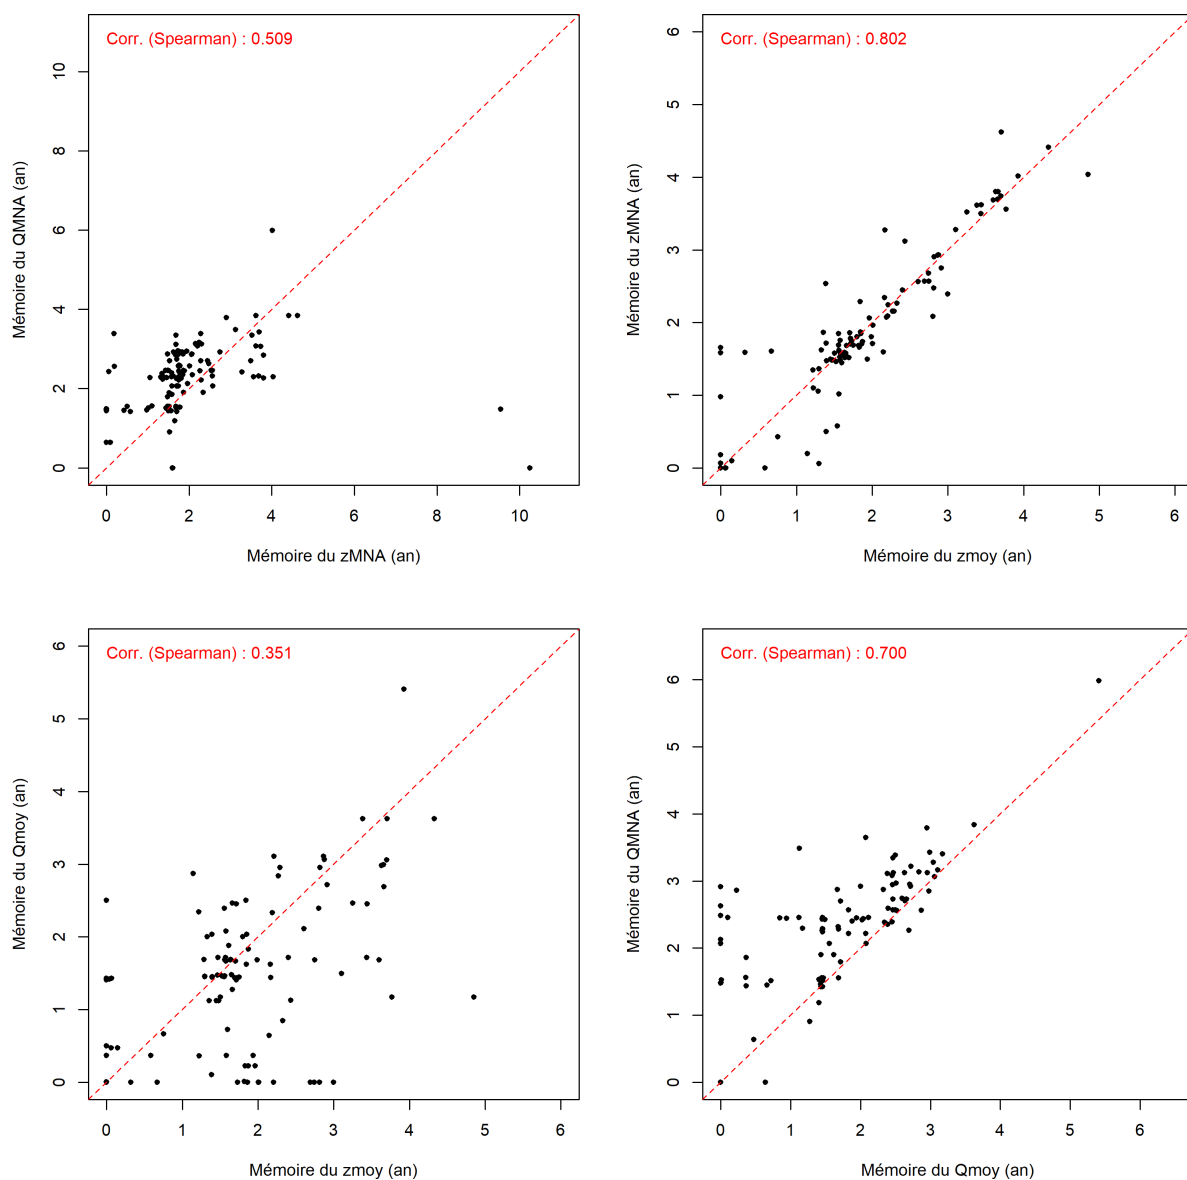 Corr. (Spearman) : 0.509
Mémoire du QMNA (an)
10
8
6
4
2
0
0 2 4 6 8 10
Mémoire du zMNA (an)
Corr. (Spearman) : 0.802
Mémoire du zMNA (an)
6
5
4
3
2
1
0
0 1 2 3 4 5 6
Mémoire du zmoy (an)
Corr. (Spearman) : 0.351
Mémoire du Qmoy (an)
6
5
4
3
2
1
0
0 1 2 3 4 5 6
Mémoire du zmoy (an)
Corr. (Spearman) : 0.700
Mémoire du QMNA (an)
6
5
4
3
2
1
0
0 1 2 3 4 5 6
Mémoire du Qmoy (an)